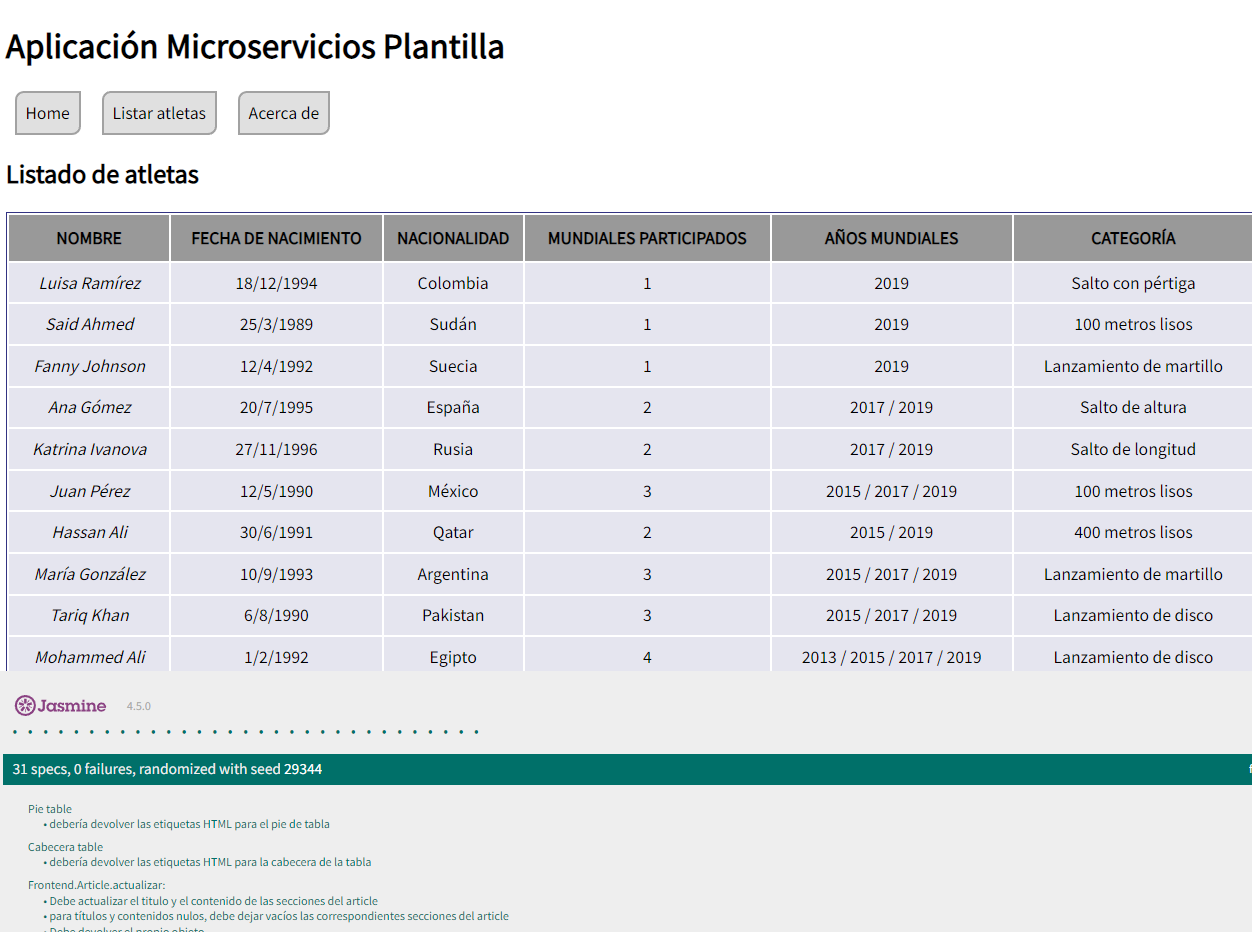 Aplicación Microservicios Plantilla
Home Listar atletas Acerca de
Listado de atletas
NOMBRE FECHA DE NACIMIENTO NACIONALIDAD MUNDIALES PARTICIPADOS AÑOS MUNDIALES CATEGORÍA
Luisa Ramírez 18/12/1994 Colombia 1 2019 Salto con pértiga
Said Ahmed 25/3/1989 Sudán 1 2019 100 metros lisos
Fanny Johnson 12/4/1992 Suecia 1 2019 Lanzamiento de martillo
Ana Gómez 20/7/1995 España 2 2017 / 2019 Salto de altura
Katrina Ivanova 27/11/1996 Rusia 2 2017 / 2019 Salto de longitud
Juan Pérez 12/5/1990 México 3 2015 / 2017 / 2019 100 metros lisos
Hassan Ali 30/6/1991 Qatar 2 2015 / 2019 400 metros lisos
María González 10/9/1993 Argentina 3 2015 / 2017 / 2019 Lanzamiento de martillo
Tariq Khan 6/8/1990 Pakistan 3 2015 / 2017 / 2019 Lanzamiento de disco
Mohammed Ali 1/2/1992 Egipto 4 2013 / 2015 / 2017 / 2019 Lanzamiento de disco
Jasmine 4.5.0
31 specs, 0 failures, randomized with seed 29344
Pie table
• debería devolver las etiquetas HTML para el pie de tabla
Cabecera table
• debería devolver las etiquetas HTML para la cabecera de la tabla
Frontend.Article.actualizar:
• Debe actualizar el titulo y el contenido de las secciones del article
• para títulos y contenidos nulos, debe dejar vacíos las correspondientes secciones del article
• Debe devolver el propio objeto